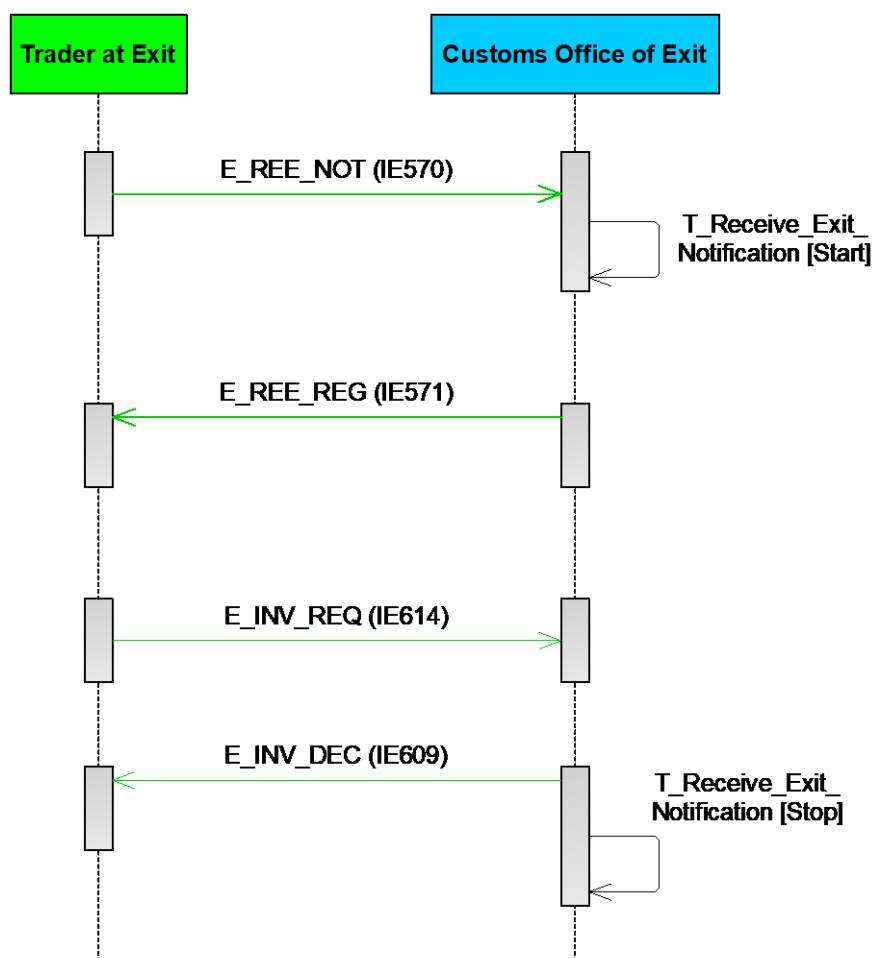 Trader at Exit
Customs Office of Exit
E_REE_NOT (IE570)
T_Receive_Exit_
Notification [Start]
E_REE_REG (IE571)
E_INV_REQ (IE614)
E_INV_DEC (IE609)
T_Receive_Exit_
Notification [Stop]